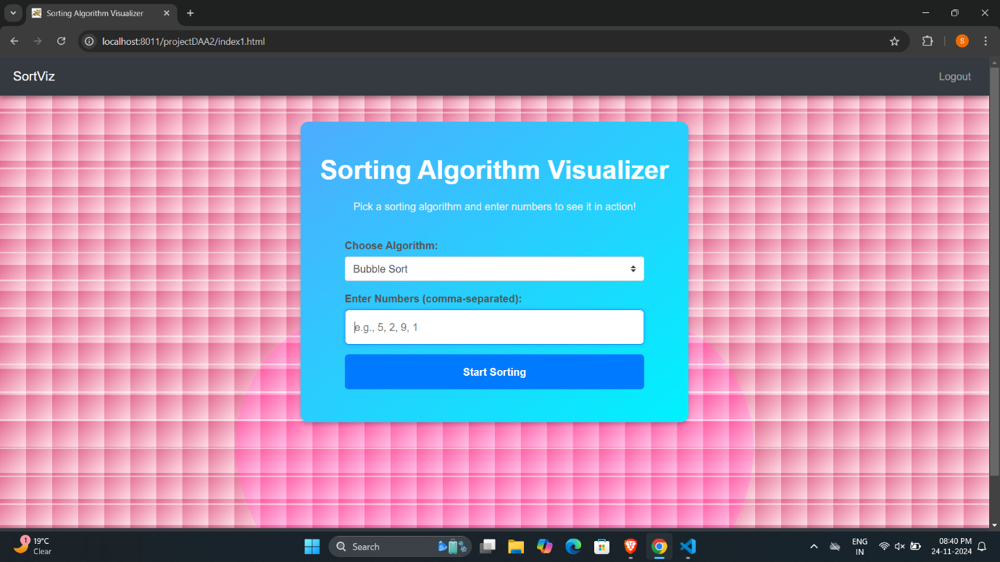 Sorting Algorithm Visualizer
localhost:8011/projectDAA2/index1.html
S
SortViz
Logout
Sorting Algorithm Visualizer
Pick a sorting algorithm and enter numbers to see it in action!
Choose Algorithm:
Bubble Sort
Enter Numbers (comma-separated):
e.g., 5, 2, 9, 1
Start Sorting
1
19°C
Clear
Search
ENG
IN
08:40 PM
24-11-2024